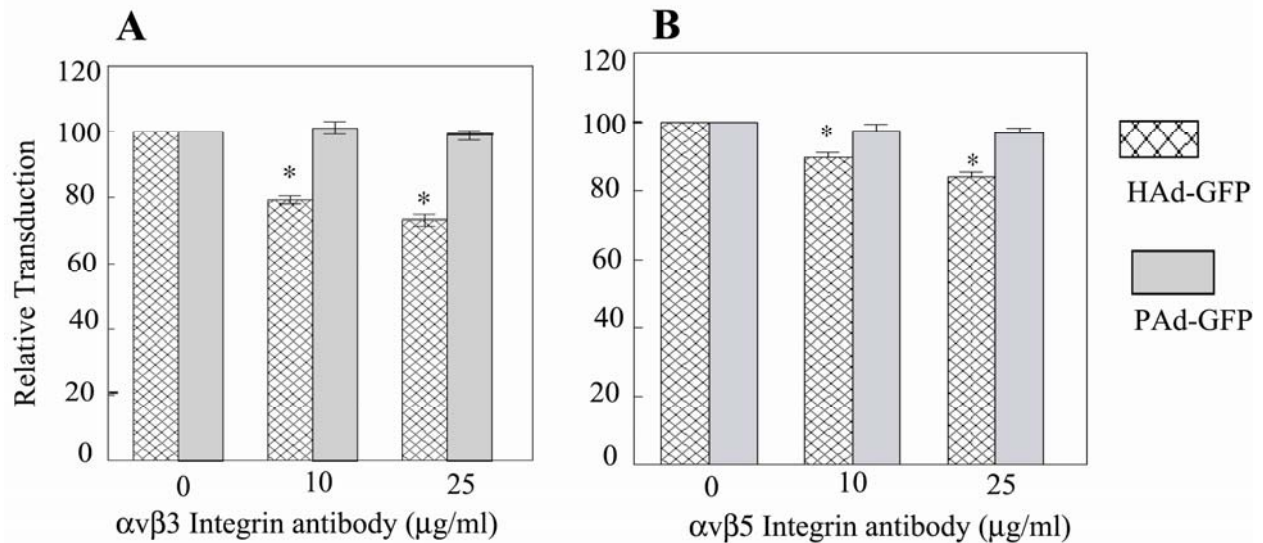 A
120
100
80
60
40
20
0
Relative Transduction
*
*
0 10 25
αvβ3 Integrin antibody (μg/ml)
B
120
100
80
60
40
20
0
*
*
0 10 25
αvβ5 Integrin antibody (μg/ml)
HAd-GFP
PAd-GFP